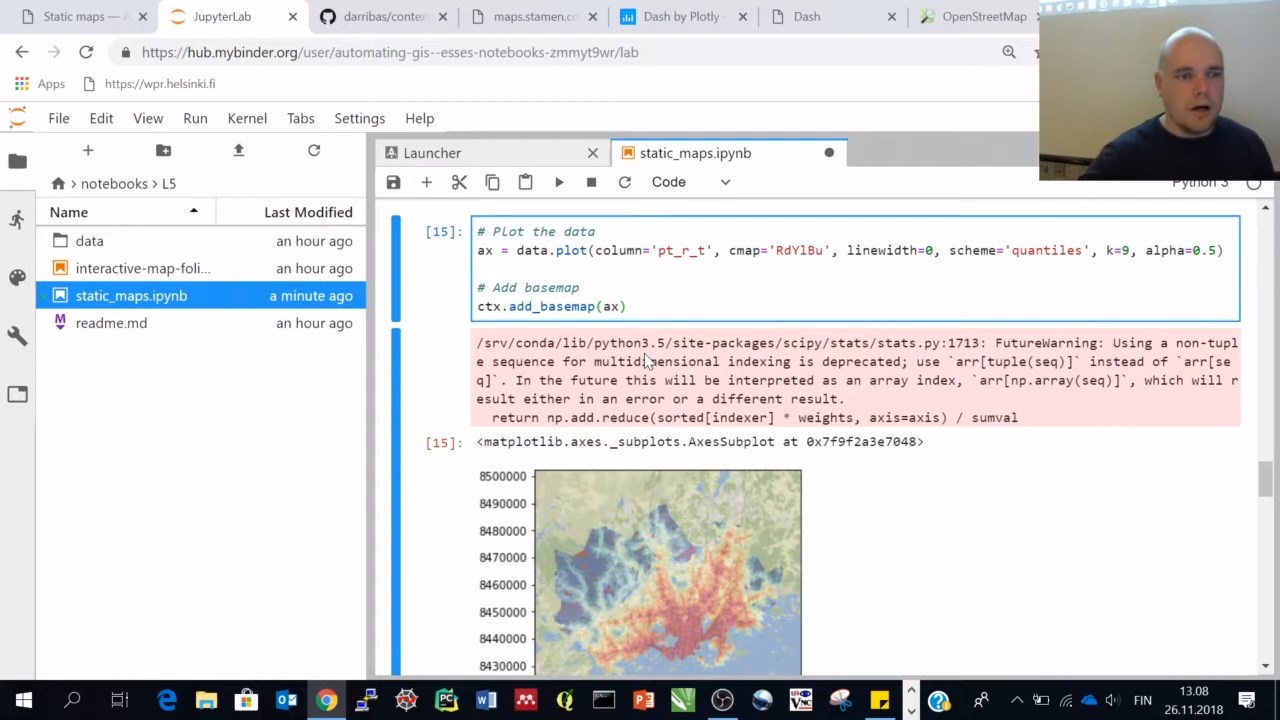 Static maps — A
JupyterLab
darribas/context
maps.stamen.co
Dash by Plotly
Dash
OpenStreetMap
https://hub.mybinder.org/user/automating-gis--esses-notebooks-zmmyt9wr/lab
Apps
https://wpr.helsinki.fi
File Edit View Run Kernel Tabs Settings Help
Launcher
static_maps.ipynb
notebooks > L5
Code
Python 3
Name Last Modified
data an hour ago
interactive-map-foli... an hour ago
static_maps.ipynb a minute ago
readme.md an hour ago
[15]:
# Plot the data
ax = data.plot(column='pt_r_t', cmap='RdYlBu', linewidth=0, scheme='quantiles', k=9, alpha=0.5)
# Add basemap
ctx.add_basemap(ax)
/srv/conda/lib/python3.5/site-packages/scipy/stats/stats.py:1713: FutureWarning: Using a non-tupl
e sequence for multidimensional indexing is deprecated; use `arr[tuple(seq)]` instead of `arr[se
q]`. In the future this will be interpreted as an array index, `arr[np.array(seq)]`, which will r
esult either in an error or a different result.
return np.add.reduce(sorted[indexer] * weights, axis=axis) / sumval
[15]: <matplotlib.axes._subplots.AxesSubplot at 0x7f9f2a3e7048>
8500000
8490000
8480000
8470000
8460000
8450000
8440000
8430000
FIN
13.08
26.11.2018